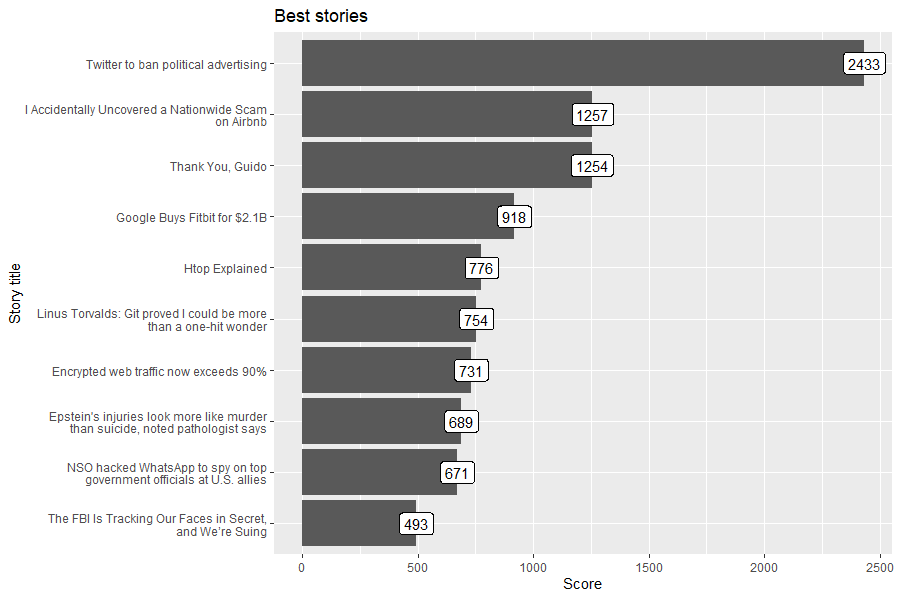 Best stories
Twitter to ban political advertising
2433
I Accidentally Uncovered a Nationwide Scam
on Airbnb
1257
Thank You, Guido
1254
Google Buys Fitbit for $2.1B
918
Htop Explained
776
Linus Torvalds: Git proved I could be more
than a one-hit wonder
754
Encrypted web traffic now exceeds 90%
731
Epstein's injuries look more like murder
than suicide, noted pathologist says
689
NSO hacked WhatsApp to spy on top
government officials at U.S. allies
671
The FBI Is Tracking Our Faces in Secret,
and We’re Suing
493
Story title
0 500 1000 1500 2000 2500
Score